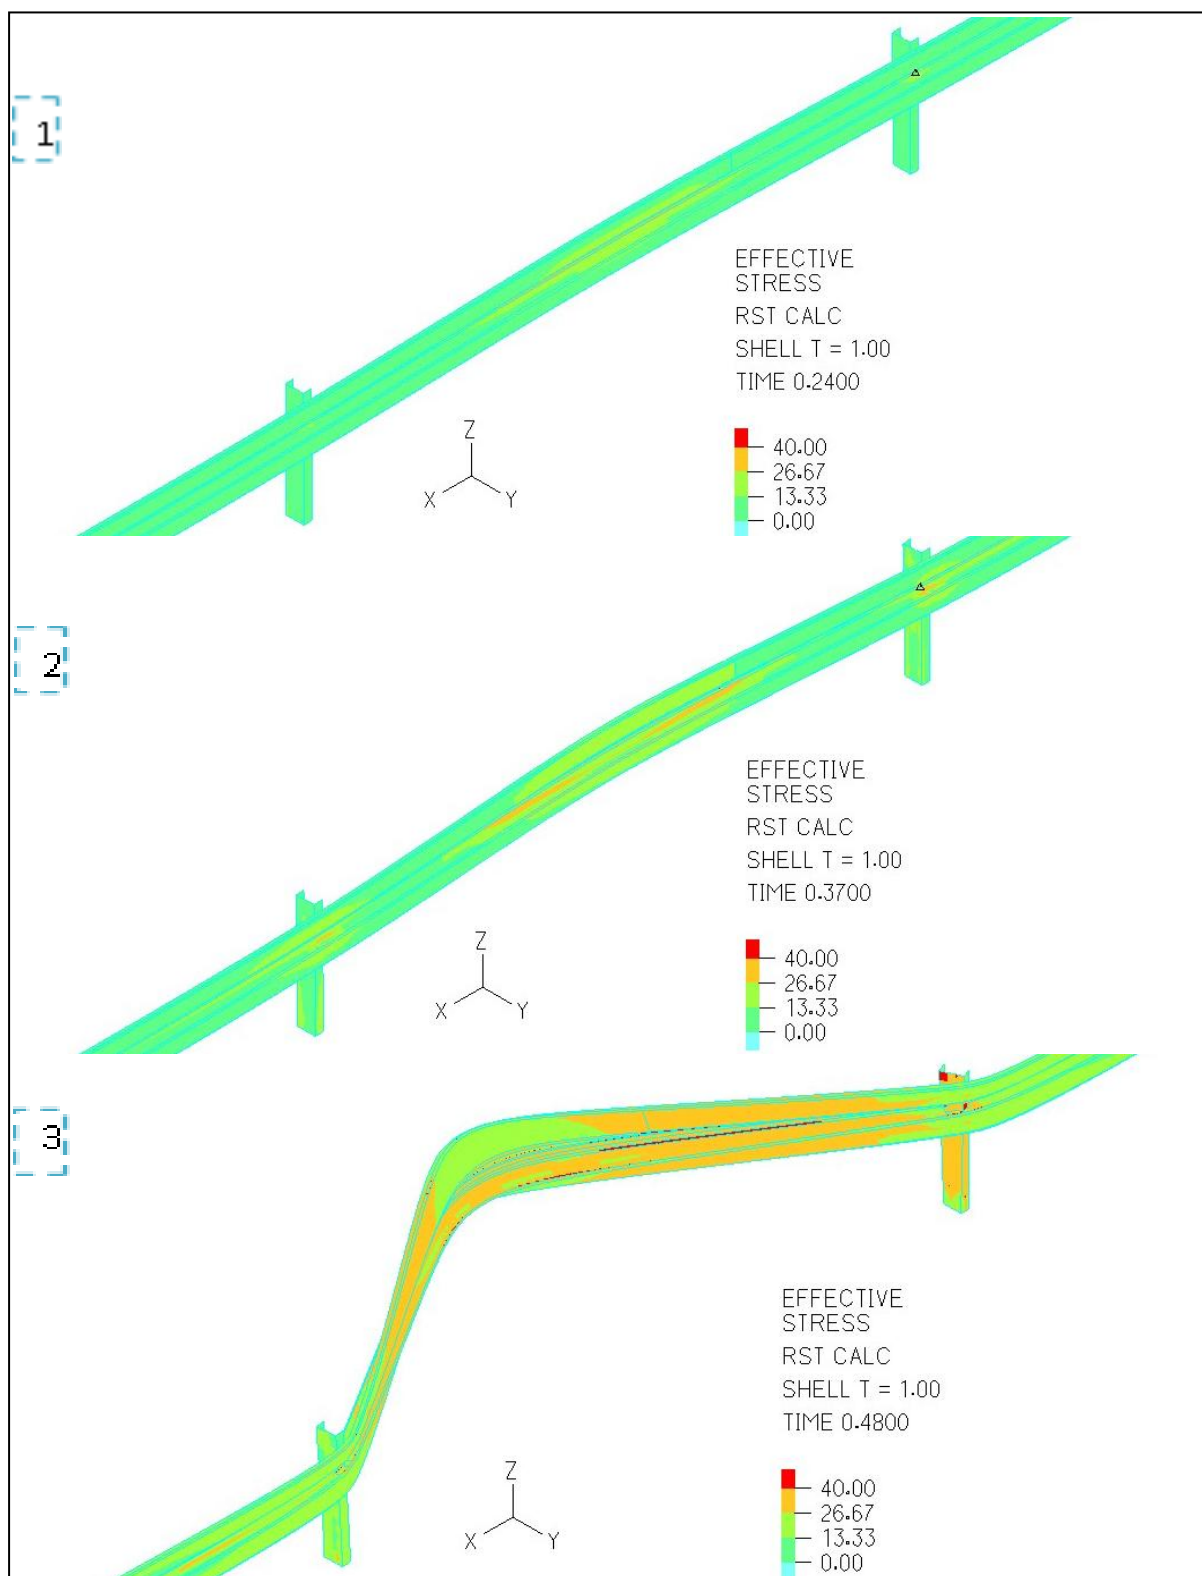 1
EFFECTIVE
STRESS
RST CALC
SHELL T = 1.00
TIME 0.2400
Z
X
Y
40.00
26.67
13.33
0.00
2
EFFECTIVE
STRESS
RST CALC
SHELL T = 1.00
TIME 0.3700
Z
X
Y
40.00
26.67
13.33
0.00
3
EFFECTIVE
STRESS
RST CALC
SHELL T = 1.00
TIME 0.4800
Z
X
Y
40.00
26.67
13.33
0.00